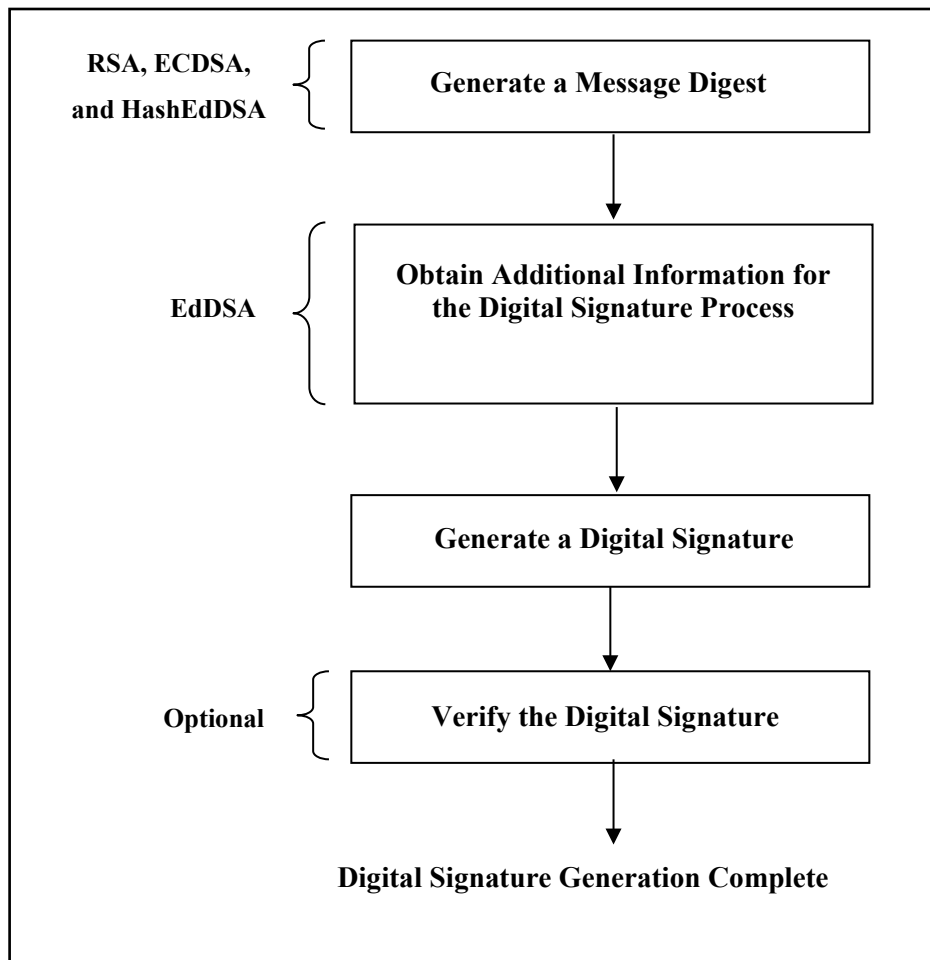 RSA, ECDSA,
and HashEdDSA
Generate a Message Digest
Obtain Additional Information for
the Digital Signature Process
EdDSA
Generate a Digital Signature
Optional
Verify the Digital Signature
Digital Signature Generation Complete